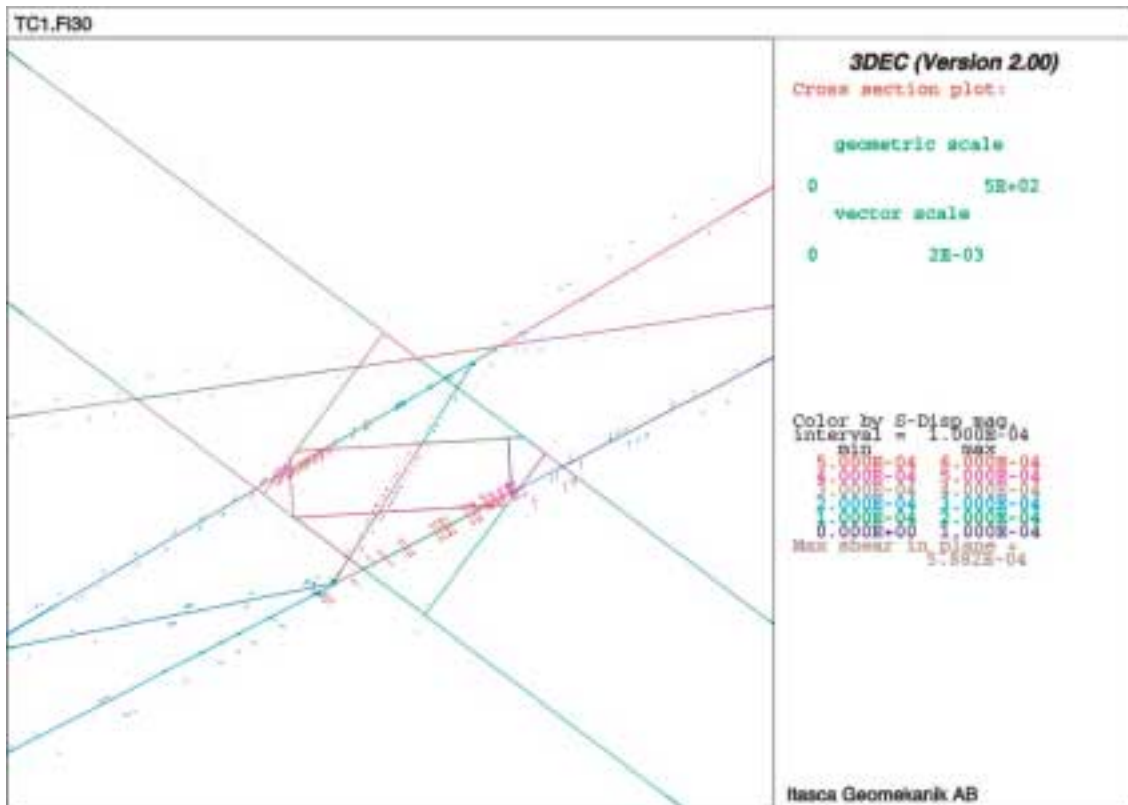 TC1.FI30
3DEC (Version 2.00)
Cross section plot:
geometric scale
0 5E+02
vector scale
0 2E-03
Color by S-Disp mag.
interval = 1.000E-04
min max
5.000E-04 6.000E-04
4.000E-04 5.000E-04
3.000E-04 4.000E-04
2.000E-04 3.000E-04
1.000E-04 2.000E-04
0.000E+00 1.000E-04
Max shear in plane =
Itasca Geomekanik AB